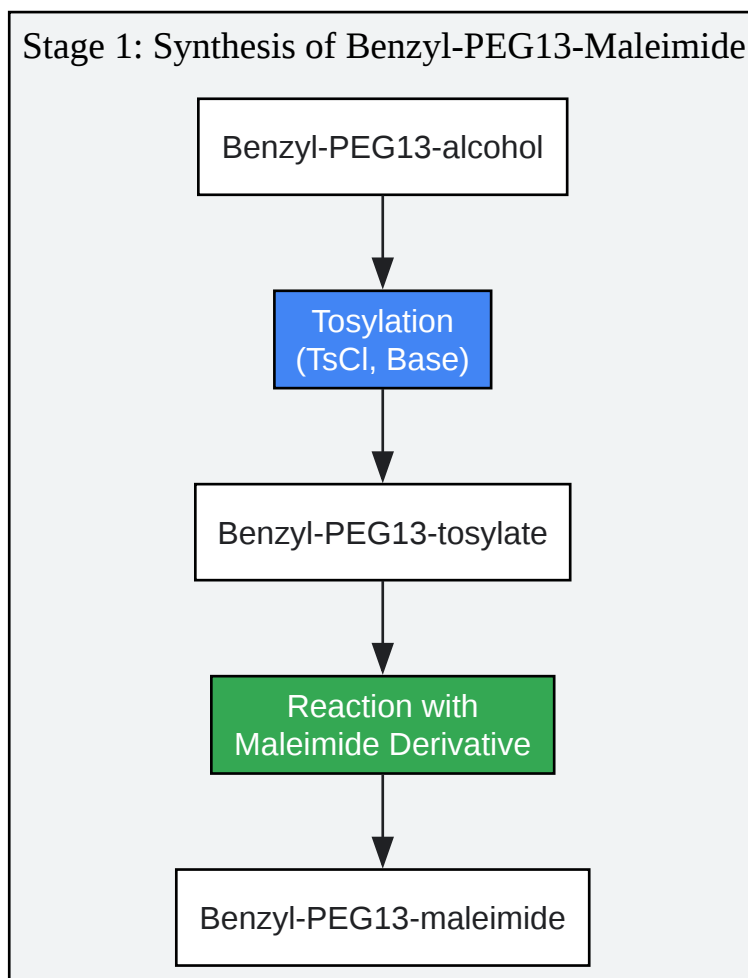 Stage 1: Synthesis of Benzyl-PEG13-Maleimide
Benzyl-PEG13-alcohol
Tosylation
(TsCl, Base)
Benzyl-PEG13-tosylate
Reaction with
Maleimide Derivative
Benzyl-PEG13-maleimide